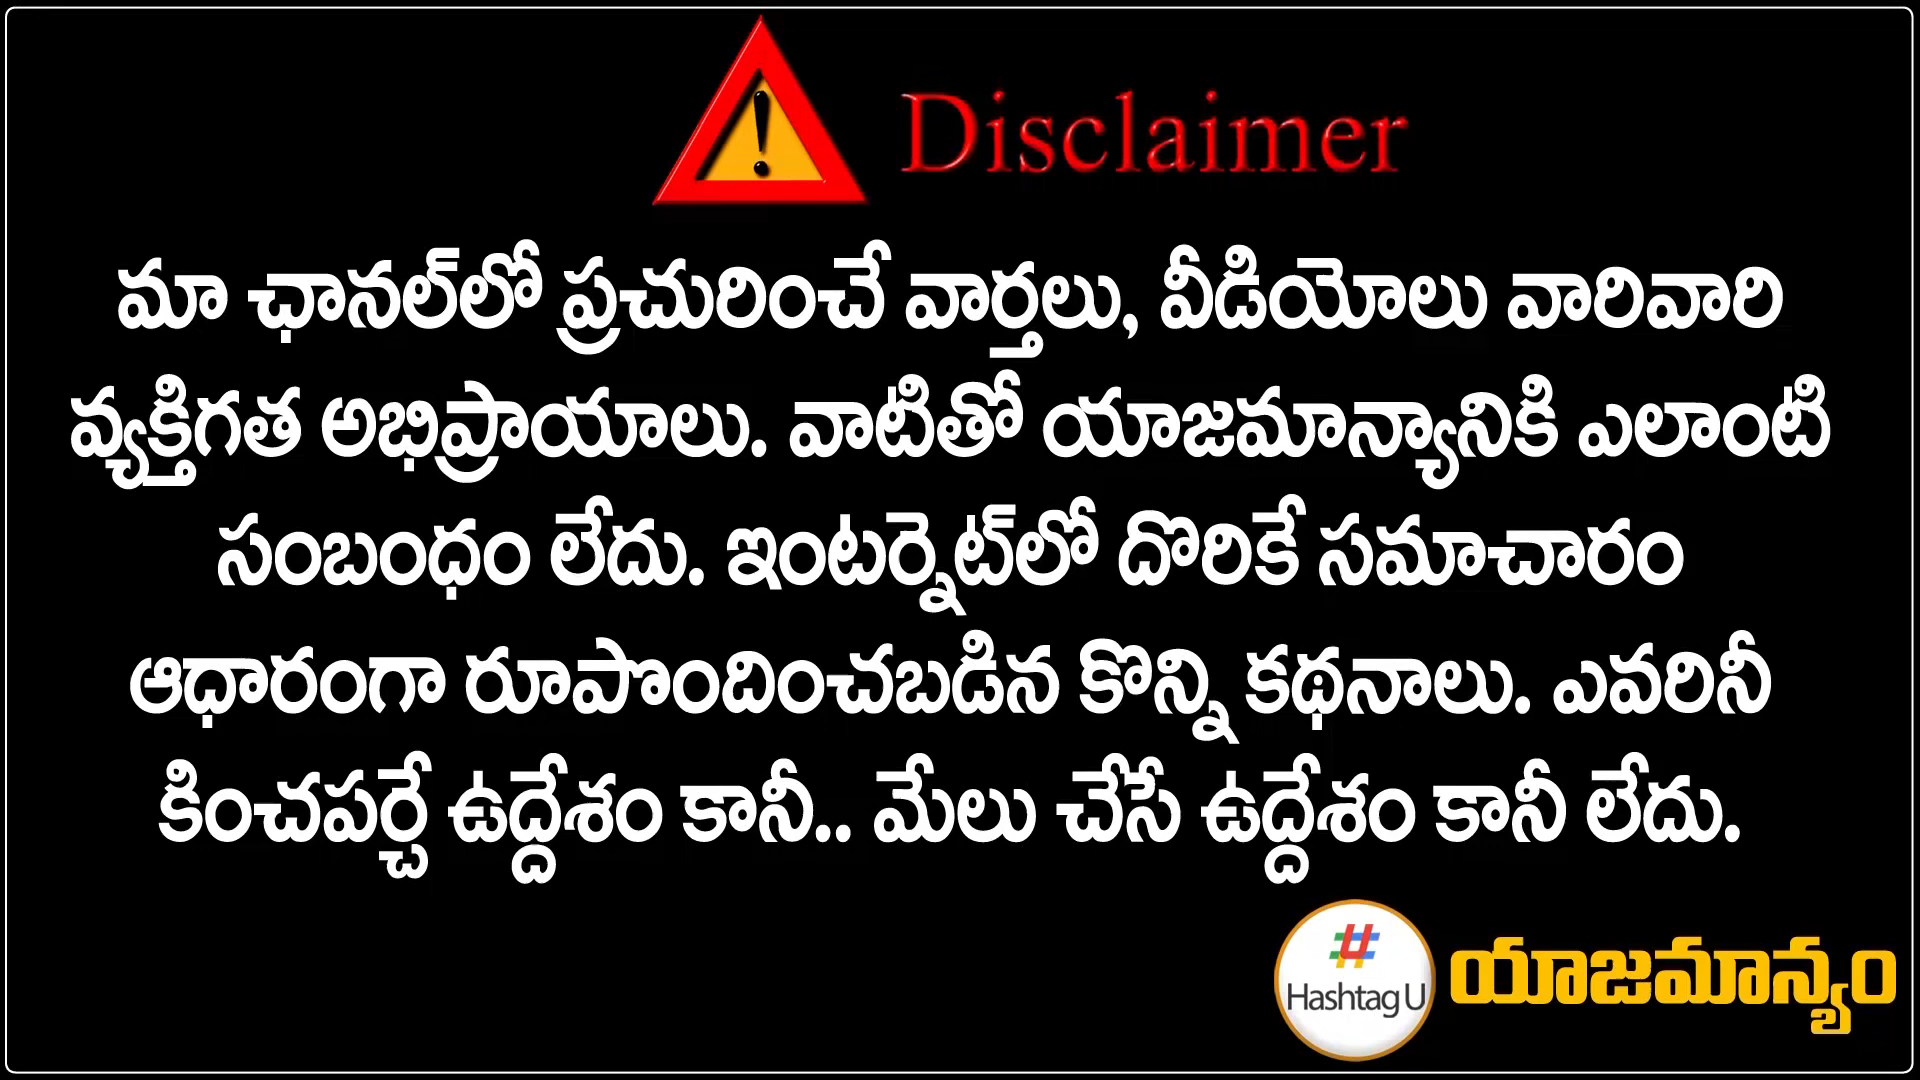 Disclaimer
మా ఛానల్‌లో ప్రచురించే వార్తలు, వీడియోలు వారివారి
వ్యక్తిగత అభిప్రాయాలు. వాటితో యాజమాన్యానికి ఎలాంటి
సంబంధం లేదు. ఇంటర్నెట్‌లో దొరికే సమాచారం
ఆధారంగా రూపొందించబడిన కొన్ని కథనాలు. ఎవరినీ
కించపర్చే ఉద్దేశం కానీ.. మేలు చేసే ఉద్దేశం కానీ లేదు.
#
Hashtag U
యాజమాన్యం